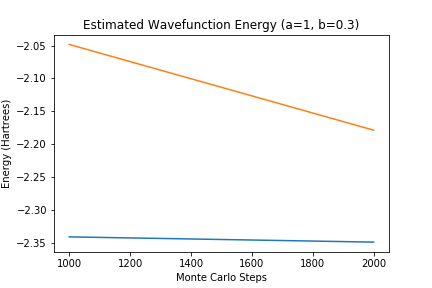 Estimated Wavefunction Energy (a=1, b=0.3)
Energy (Hartrees)
−2.05
−2.10
−2.15
−2.20
−2.25
−2.30
−2.35
1000 1200 1400 1600 1800 2000
Monte Carlo Steps